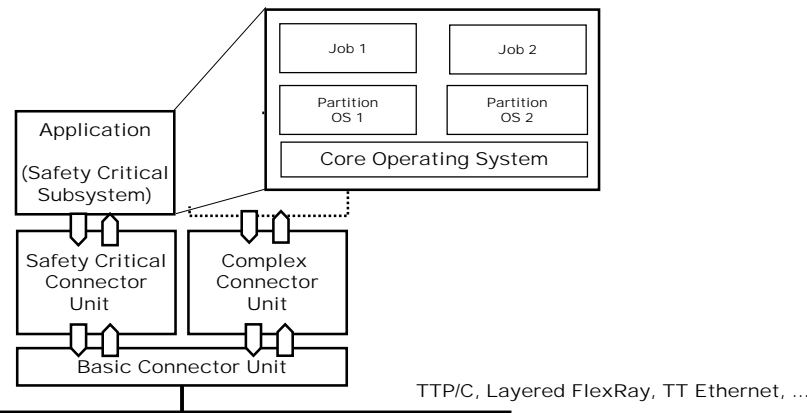 Job 1
Job 2
Partition
OS 1
Partition
OS 2
Core Operating System
Application
(Safety Critical
Subsystem)
Safety Critical
Connector
Unit
Complex
Connector
Unit
Basic Connector Unit
TTP/C, Layered FlexRay, TT Ethernet, ...